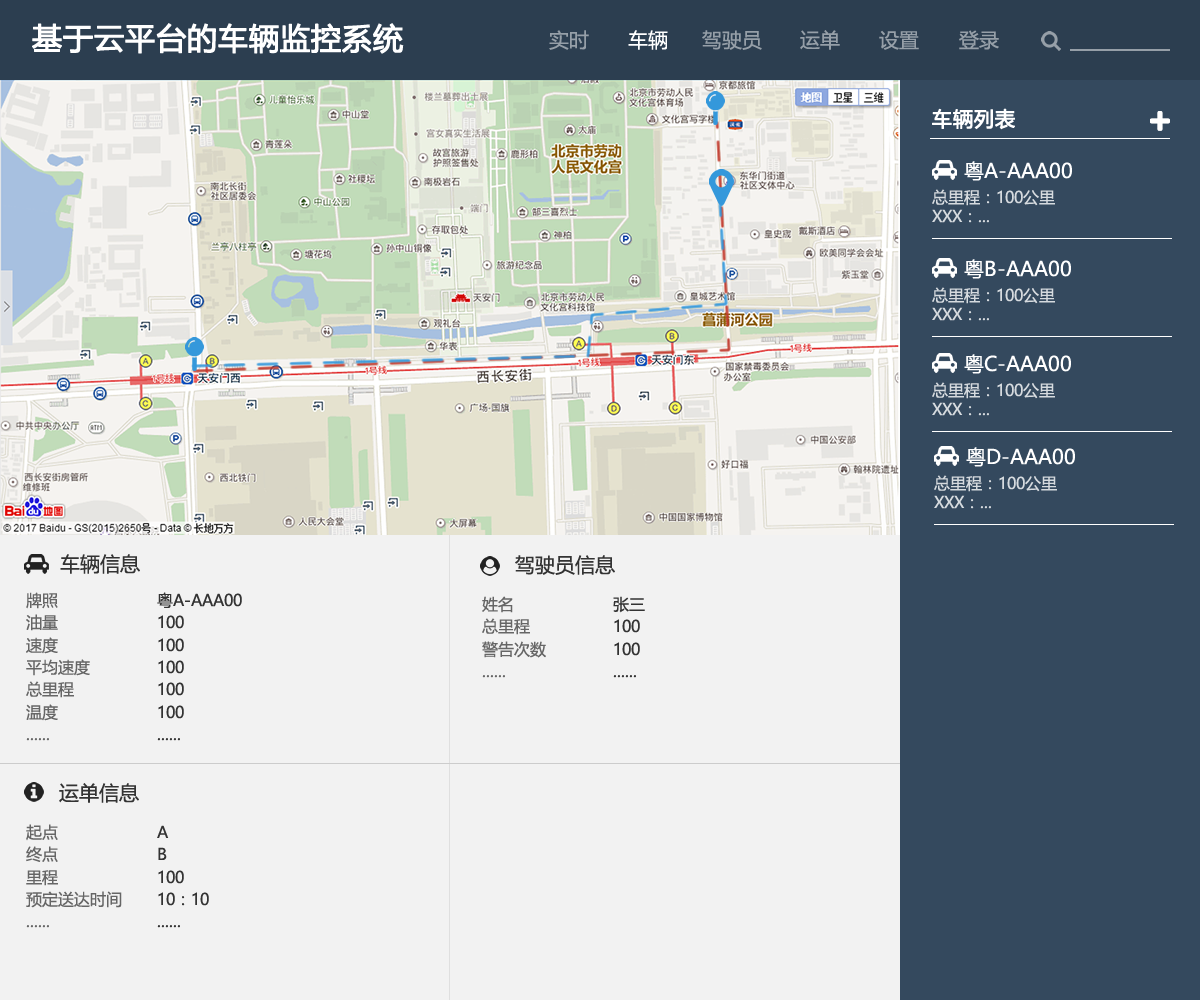 基于云平台的车辆监控系统
实时 车辆 驾驶员 运单 设置 登录
儿童怡乐城
楼兰墓葬出土展
北京市劳动人民
文化宫体育场
京都旅馆
地图 卫星 三维
中山堂
文化宫写字楼
宫女真实生活展
太庙
青莲朵
故宫旅游
护照签售处
鹿形柏
北京市劳动
人民文化宫
东华门街道
社区文体中心
南北长街
社区居委会
社稷坛
南极岩石
中山公园
端门
郜三喜烈士
存取包处
神柏
P
皇史宬
戴斯酒店
兰亭八柱亭
塘花坞
孙中山铜像
欧美同学会会址
旅游纪念品
紫玉堂
P
天安门
北京市劳动人民
文化宫科技馆
皇城艺术馆
观礼台
菖蒲河公园
华表
A
B
1号线
A
B
1号线
天安门东
1号线
天安门西
1号线
西长安街
国家禁毒委员会
办公室
C
广场-国旗
D
C
中共中央办公厅
P
中国公安部
好口福
翰林院遗址
西长安街房管所
维修班
西北铁门
Bai du 地图
人民大会堂
大屏幕
中国国家博物馆
© 2017 Baidu - GS(2015)2650号 - Data © 长地万方
车辆列表
粤A-AAA00
总里程：100公里
XXX：...
粤B-AAA00
总里程：100公里
XXX：...
粤C-AAA00
总里程：100公里
XXX：...
粤D-AAA00
总里程：100公里
XXX：...
车辆信息
牌照 粤A-AAA00
油量 100
速度 100
平均速度 100
总里程 100
温度 100
...... ......
驾驶员信息
姓名 张三
总里程 100
警告次数 100
...... ......
运单信息
起点 A
终点 B
里程 100
预定送达时间 10：10
...... ......